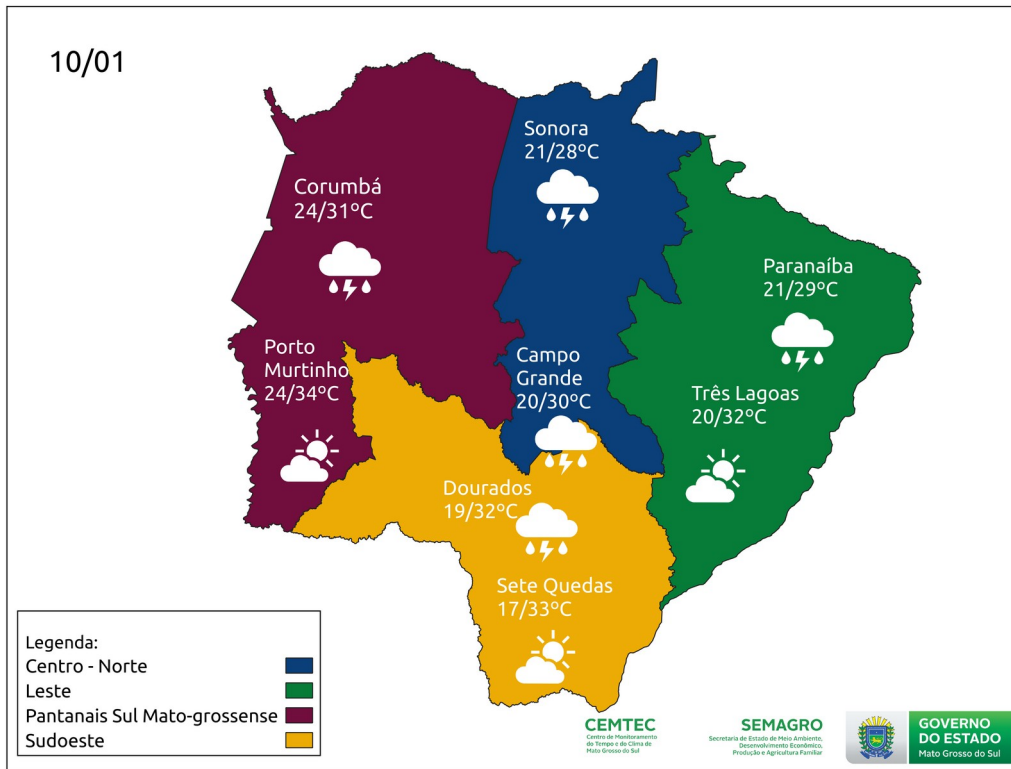 10/01
Sonora
21/28ºC
Corumbá
24/31ºC
Paranaíba
21/29ºC
Porto
Murtinho
24/34ºC
Campo
Grande
20/30ºC
Três Lagoas
20/32ºC
Dourados
19/32ºC
Sete Quedas
17/33ºC
Legenda:
Centro - Norte
Leste
Pantanais Sul Mato-grossense
Sudoeste
CEMTEC
Centro de Monitoramento
do Tempo e do Clima de
Mato Grosso do Sul
SEMAGRO
Secretaria de Estado de Meio Ambiente,
Desenvolvimento Econômico,
Produção e Agricultura Familiar
GOVERNO
DO ESTADO
Mato Grosso do Sul